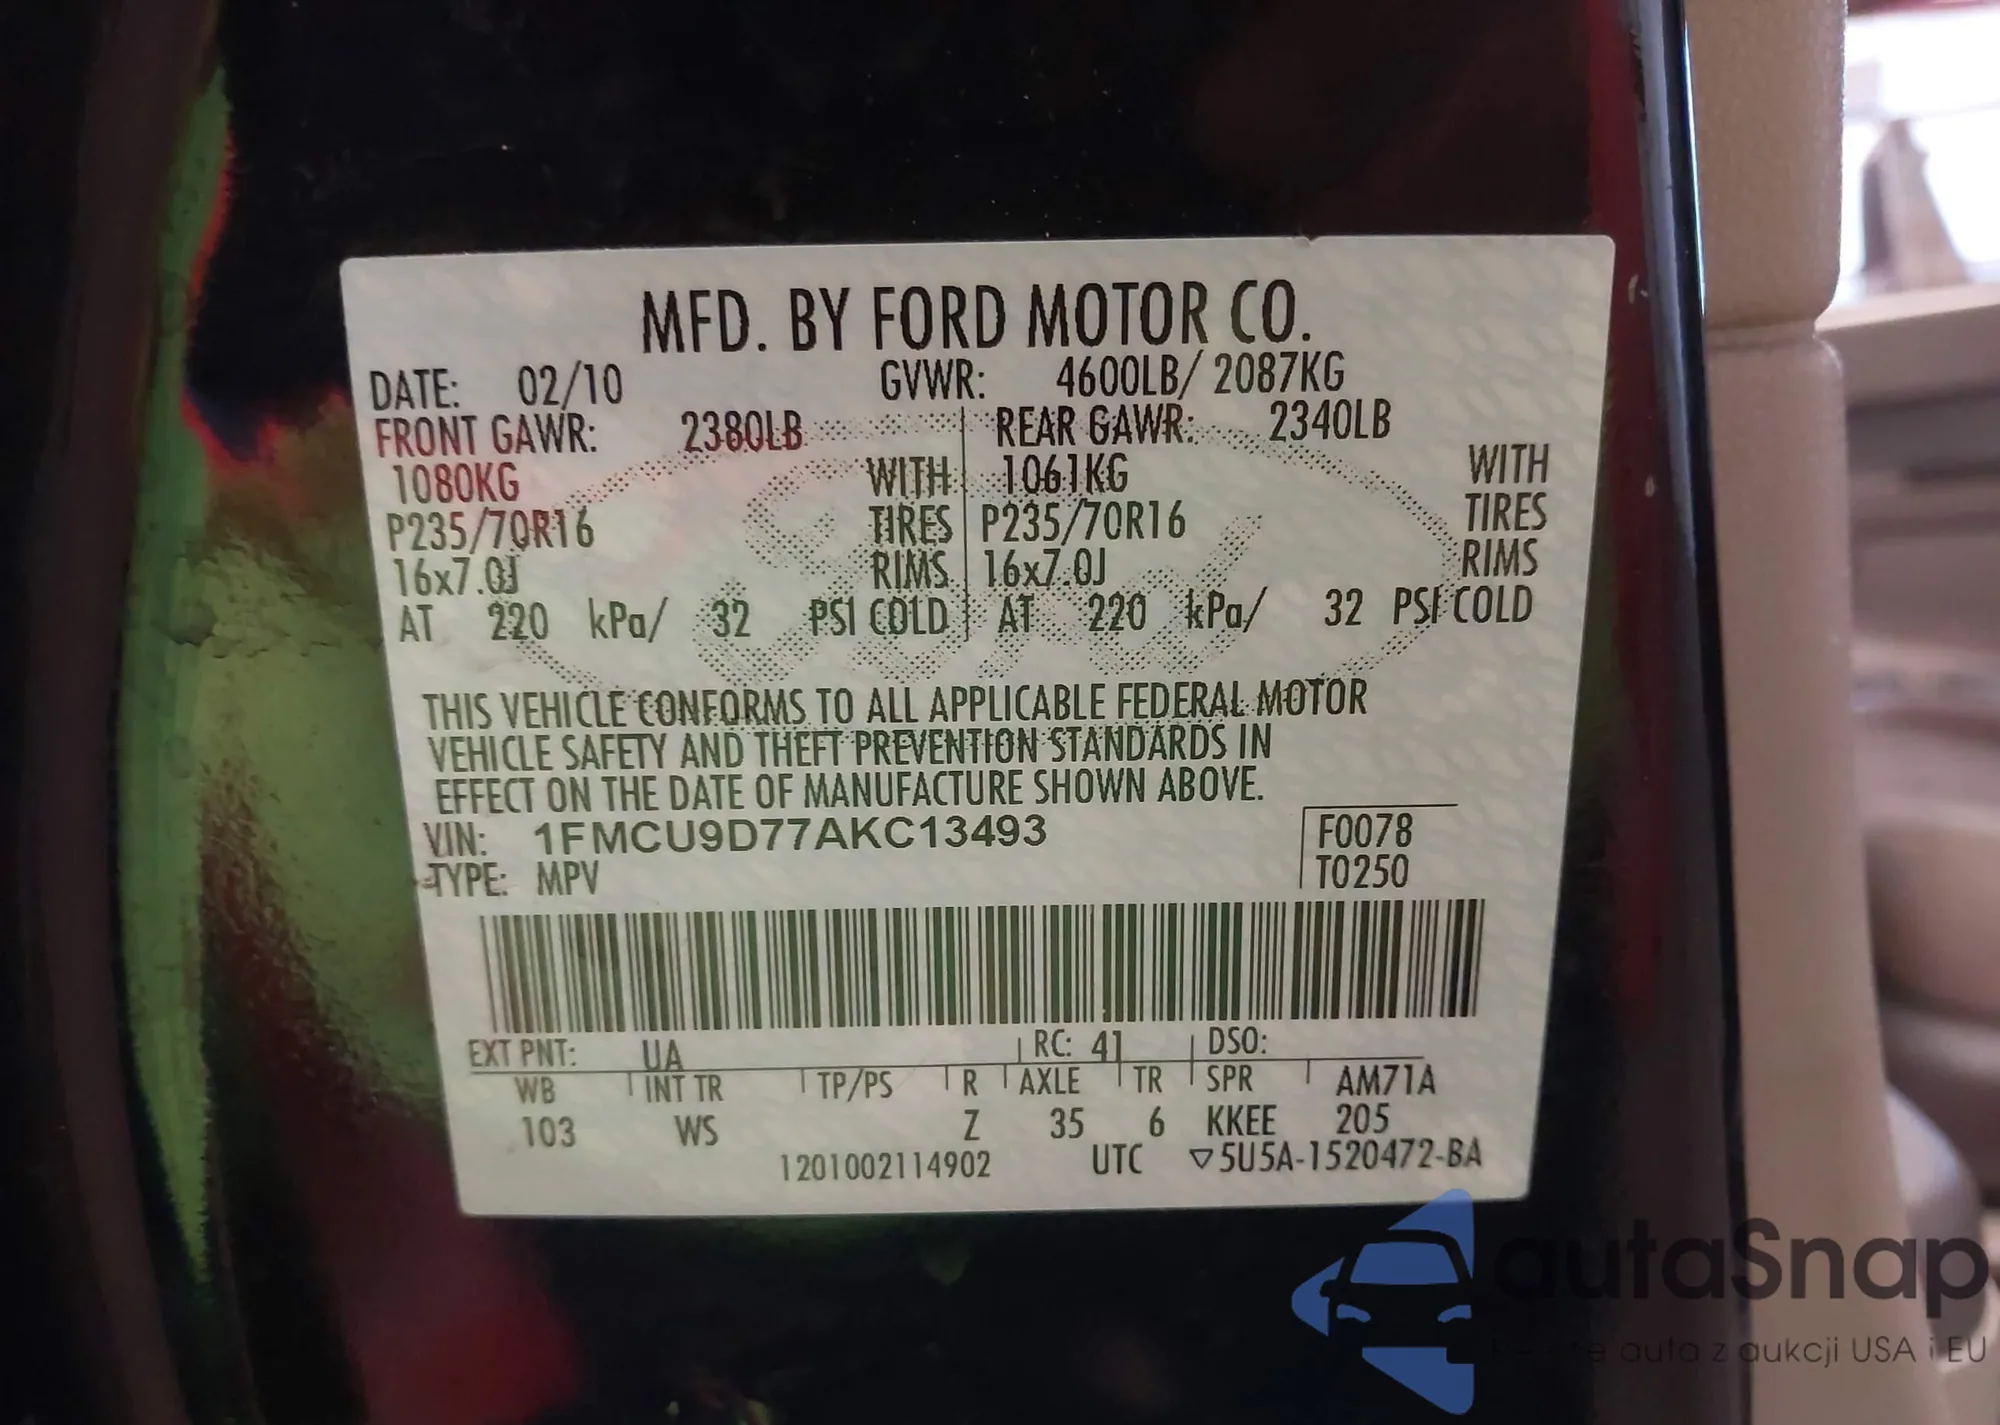 MFD. BY FORD MOTOR CO.
DATE: 02/10 GVWR: 4600LB/ 2087KG
FRONT GAWR: 2380LB REAR GAWR: 2340LB
1080KG WITH 1061KG WITH
P235/70R16 TIRES P235/70R16 TIRES
16x7.0J RIMS 16x7.0J RIMS
AT 220 kPa/ 32 PSI COLD AT 220 kPa/ 32 PSI COLD
THIS VEHICLE CONFORMS TO ALL APPLICABLE FEDERAL MOTOR
VEHICLE SAFETY AND THEFT PREVENTION STANDARDS IN
EFFECT ON THE DATE OF MANUFACTURE SHOWN ABOVE.
VIN: 1FMCU9D77AKC13493 F0078
TYPE: MPV T0250
EXT PNT: UA RC: 41 DSO:
WB INT TR TP/PS R AXLE TR SPR AM71A
103 WS Z 35 6 KKEE 205
1201002114902 UTC ▽5U5A-1520472-BA
autaSnap
auta z aukcji USA i EU